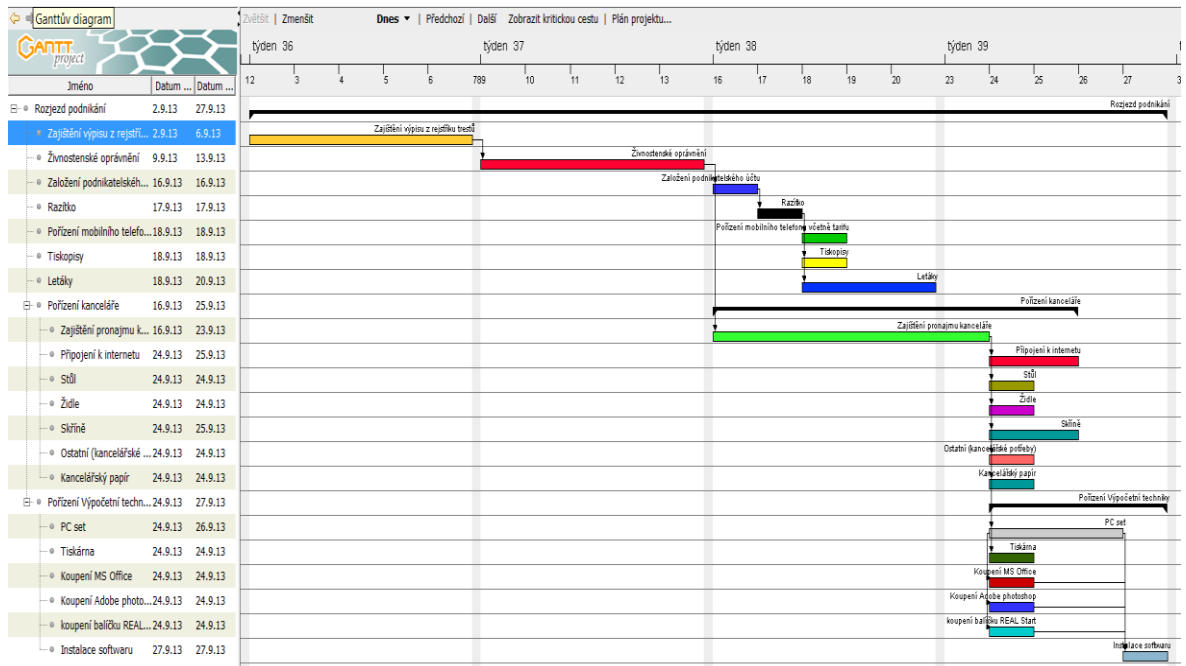 Ganttův diagram
Zvětšit | Zmenšit Dnes ▼ | Předchozí | Další Zobrazit kritickou cestu | Plán projektu...
GANTT project
týden 36 týden 37 týden 38 týden 39
Jméno Datum ... Datum ...
12 3 4 5 6 789 10 11 12 13 16 17 18 19 20 23 24 25 26 27 3
Rozjezd podnikání 2.9.13 27.9.13 Rozjezd podnikání
Zajištění výpisu z rejstří... 2.9.13 6.9.13 Zajištění výpisu z rejstříku trestů
Živnostenské oprávnění 9.9.13 13.9.13 Živnostenské oprávnění
Založení podnikatelskéh... 16.9.13 16.9.13 Založení podnikatelského účtu
Razítko 17.9.13 17.9.13 Razítko
Pořízení mobilního telefo... 18.9.13 18.9.13 Pořízení mobilního telefonu včetně tarifu
Tiskopisy 18.9.13 18.9.13 Tiskopisy
Letáky 18.9.13 20.9.13 Letáky
Pořízení kanceláře 16.9.13 25.9.13 Pořízení kanceláře
Zajištění pronajmu k... 16.9.13 23.9.13 Zajištění pronajmu kanceláře
Připojení k internetu 24.9.13 25.9.13 Připojení k internetu
Stůl 24.9.13 24.9.13 Stůl
Židle 24.9.13 24.9.13 Židle
Skříně 24.9.13 25.9.13 Skříně
Ostatní (kancelářské ... 24.9.13 24.9.13 Ostatní (kancelářské potřeby)
Kancelářský papír 24.9.13 24.9.13 Kancelářský papír
Pořízení Výpočetní techn... 24.9.13 27.9.13 Pořízení Výpočetní techniky
PC set 24.9.13 26.9.13 PC set
Tiskárna 24.9.13 24.9.13 Tiskárna
Koupení MS Office 24.9.13 24.9.13 Koupení MS Office
Koupení Adobe photo... 24.9.13 24.9.13 Koupení Adobe photoshop
koupení balíčku REAL... 24.9.13 24.9.13 koupení balíčku REAL Start
Instalace softwaru 27.9.13 27.9.13 Instalace softwaru